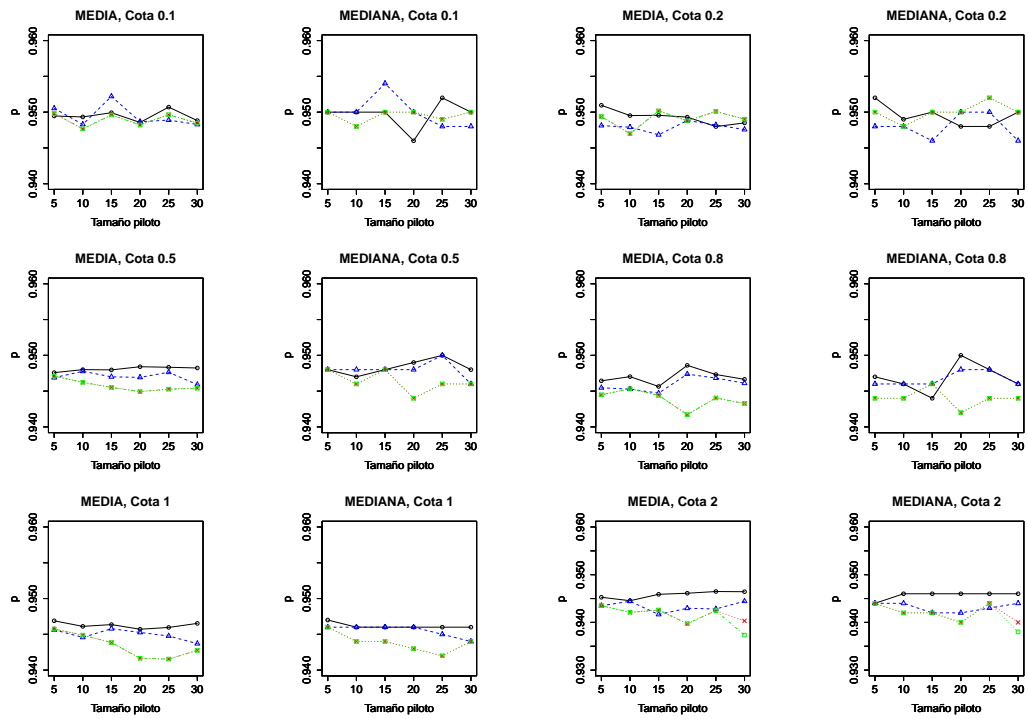 MEDIA, Cota 0.1
p
0.940
0.950
0.960
5 10 15 20 25 30
Tamaño piloto
MEDIANA, Cota 0.1
p
0.940
0.950
0.960
5 10 15 20 25 30
Tamaño piloto
MEDIA, Cota 0.2
p
0.940
0.950
0.960
5 10 15 20 25 30
Tamaño piloto
MEDIANA, Cota 0.2
p
0.940
0.950
0.960
5 10 15 20 25 30
Tamaño piloto
MEDIA, Cota 0.5
p
0.940
0.950
0.960
5 10 15 20 25 30
Tamaño piloto
MEDIANA, Cota 0.5
p
0.940
0.950
0.960
5 10 15 20 25 30
Tamaño piloto
MEDIA, Cota 0.8
p
0.940
0.950
0.960
5 10 15 20 25 30
Tamaño piloto
MEDIANA, Cota 0.8
p
0.940
0.950
0.960
5 10 15 20 25 30
Tamaño piloto
MEDIA, Cota 1
p
0.940
0.950
0.960
5 10 15 20 25 30
Tamaño piloto
MEDIANA, Cota 1
p
0.940
0.950
0.960
5 10 15 20 25 30
Tamaño piloto
MEDIA, Cota 2
p
0.930
0.940
0.950
0.960
5 10 15 20 25 30
Tamaño piloto
MEDIANA, Cota 2
p
0.930
0.940
0.950
0.960
5 10 15 20 25 30
Tamaño piloto